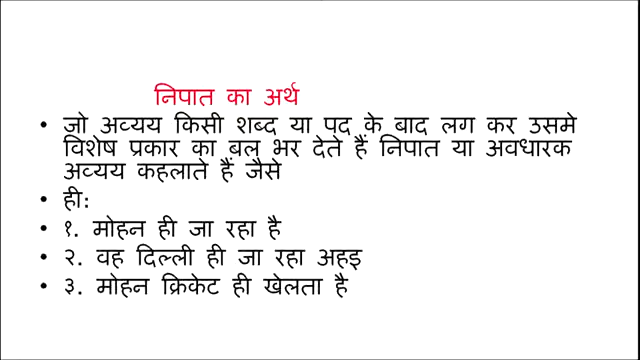 निपात का अर्थ
• जो अव्यय किसी शब्द या पद के बाद लग कर उसमे
विशेष प्रकार का बल भर देते हैं निपात या अवधारक
अव्यय कहलाते हैं जैसे
• ही:
• १. मोहन ही जा रहा है
• २. वह दिल्ली ही जा रहा अहइ
• ३. मोहन क्रिकेट ही खेलता है